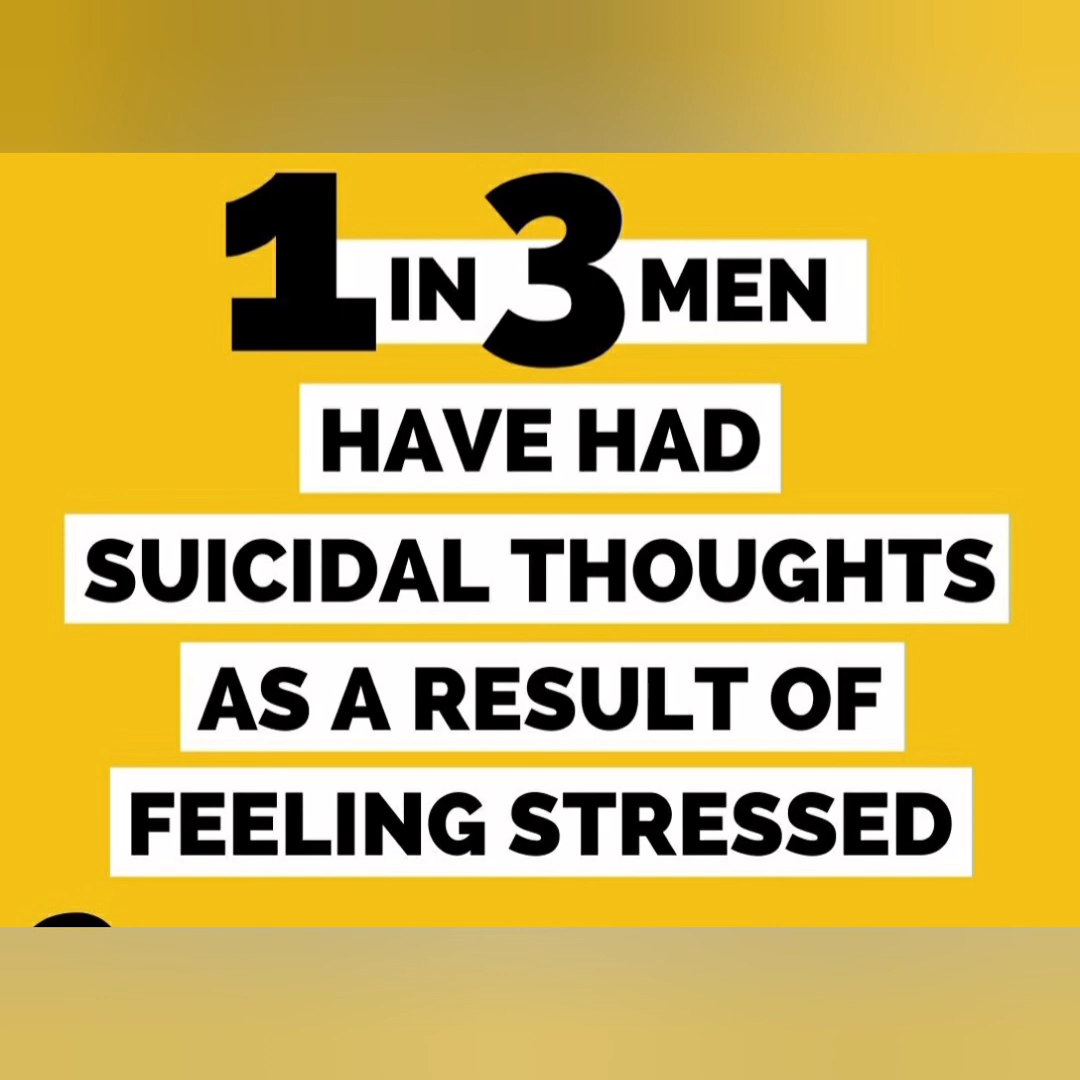 1 IN 3 MEN
HAVE HAD
SUICIDAL THOUGHTS
AS A RESULT OF
FEELING STRESSED